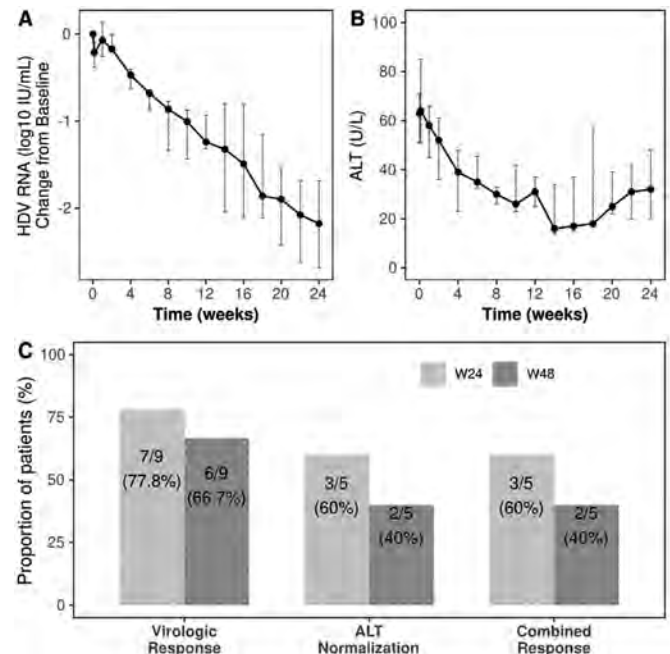 A
HDV RNA (log10 IU/mL)
Change from Baseline
0
-1
-2
0 4 8 12 16 20 24
Time (weeks)
B
ALT (U/L)
100
80
60
40
20
0
0 4 8 12 16 20 24
Time (weeks)
C
Proportion of patients (%)
100
75
50
25
0
W24 W48
7/9
(77.8%)
6/9
(66.7%)
3/5
(60%)
2/5
(40%)
3/5
(60%)
2/5
(40%)
Virologic
Response
ALT
Normalization
Combined
Response